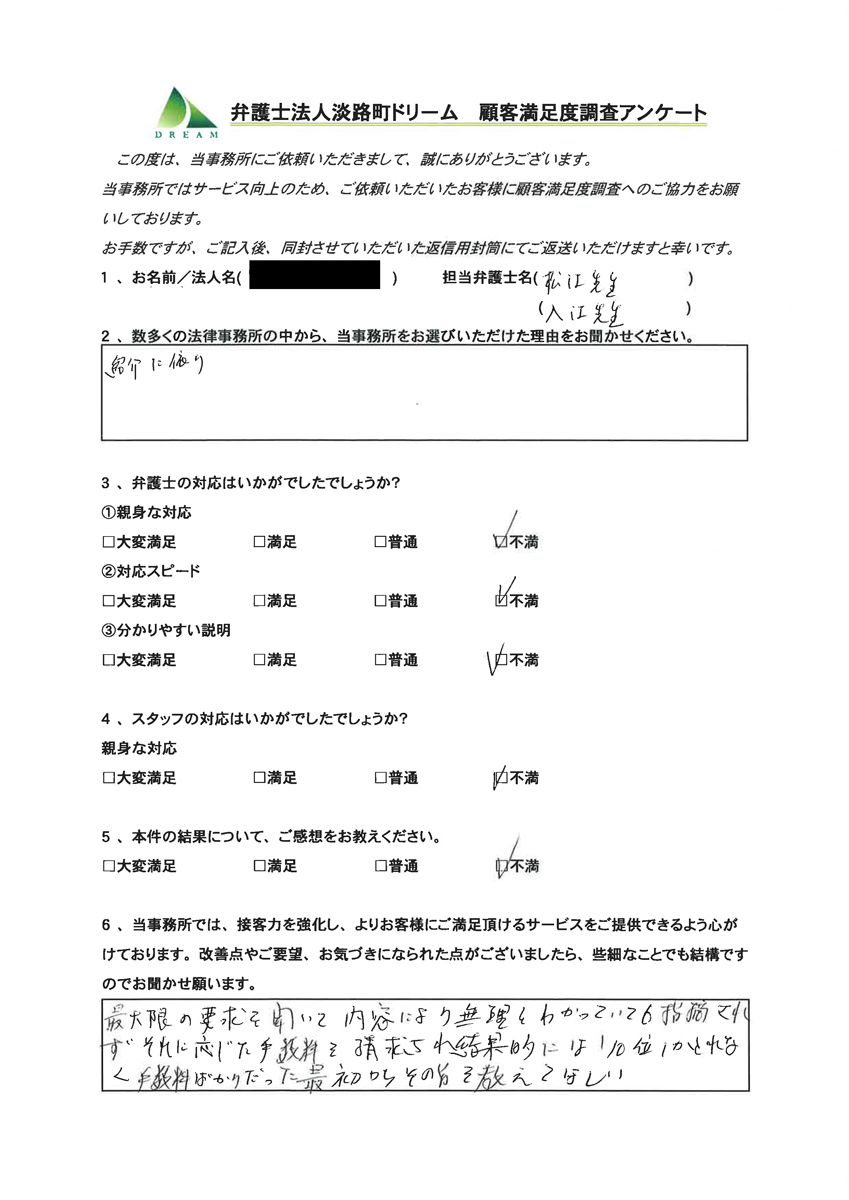 DREAM
弁護士法人淡路町ドリーム 顧客満足度調査アンケート
この度は、当事務所にご依頼いただきまして、誠にありがとうございます。
当事務所ではサービス向上のため、ご依頼いただいたお客様に顧客満足度調査へのご協力をお願
いしております。
お手数ですが、ご記入後、同封させていただいた返信用封筒にてご返送いただけますと幸いです。
1、お名前/法人名( ) 担当弁護士名(松江先生 )
(入江先生 )
2、数多くの法律事務所の中から、当事務所をお選びいただけた理由をお聞かせください。
紹介に依り
3、弁護士の対応はいかがでしたでしょうか?
①親身な対応
□大変満足 □満足 □普通 □不満
②対応スピード
□大変満足 □満足 □普通 □不満
③分かりやすい説明
□大変満足 □満足 □普通 □不満
4、スタッフの対応はいかがでしたでしょうか?
親身な対応
□大変満足 □満足 □普通 □不満
5、本件の結果について、ご感想をお教えください。
□大変満足 □満足 □普通 □不満
6、当事務所では、接客力を強化し、よりお客様にご満足頂けるサービスをご提供できるよう心が
けております。改善点やご要望、お気づきになられた点がございましたら、些細なことでも結構です
のでお聞かせ願います。
最大限の要求を聞いて内容により無理とわかっていても指摘され
ずそれに応じた手数料を請求され結果的には1/10位しかとれな
く手数料ばかりだった最初からその旨を教えてほしい